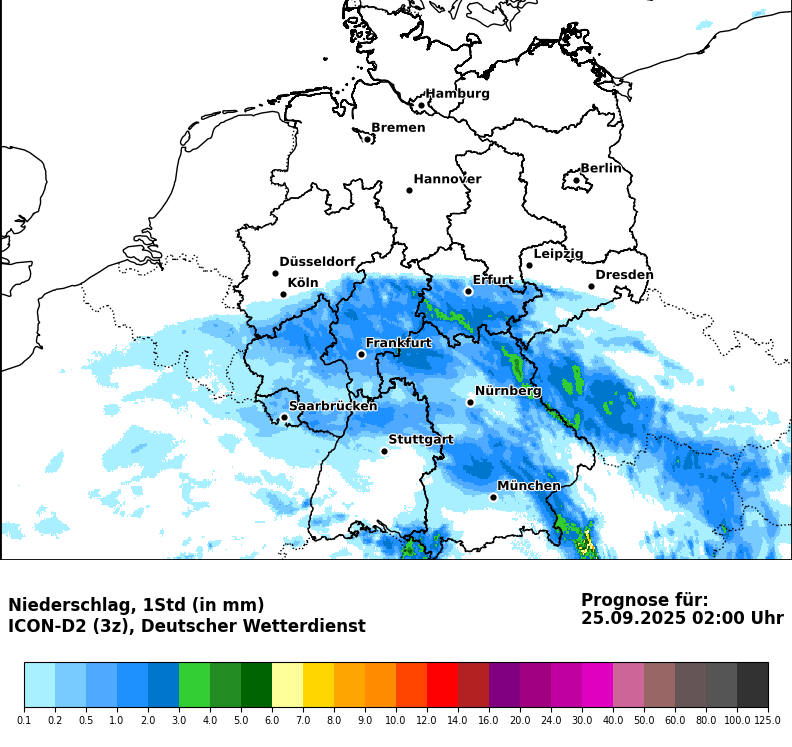 Hamburg
Bremen
Berlin
Hannover
Leipzig
Düsseldorf
Dresden
Köln
Erfurt
Frankfurt
Nürnberg
Saarbrücken
Stuttgart
München
Niederschlag, 1Std (in mm)
ICON-D2 (3z), Deutscher Wetterdienst
Prognose für:
25.09.2025 02:00 Uhr
0.1 0.2 0.5 1.0 2.0 3.0 4.0 5.0 6.0 7.0 8.0 9.0 10.0 12.0 14.0 16.0 20.0 24.0 30.0 40.0 50.0 60.0 80.0 100.0 125.0